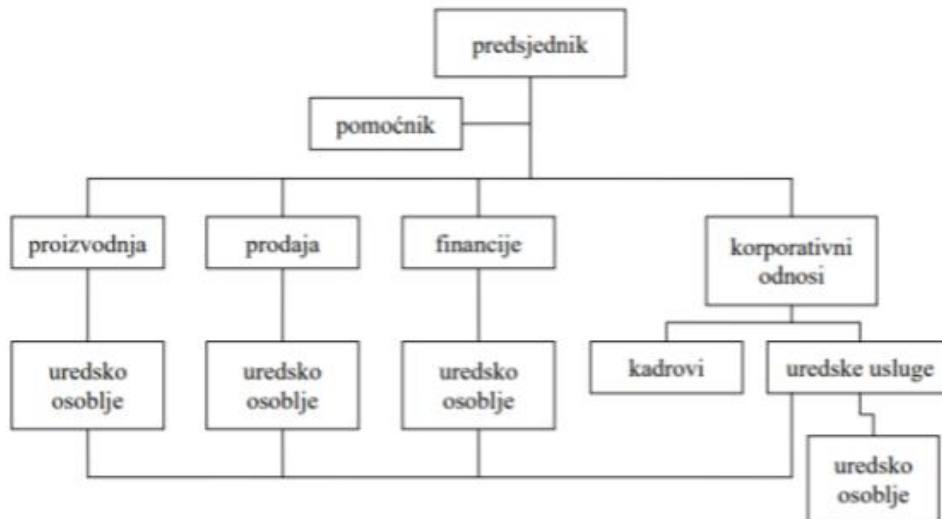 predsjednik
pomoćnik
proizvodnja
prodaja
financije
korporativni
odnosi
uredsko
osoblje
uredsko
osoblje
uredsko
osoblje
kadrovi
uredske usluge
uredsko
osoblje